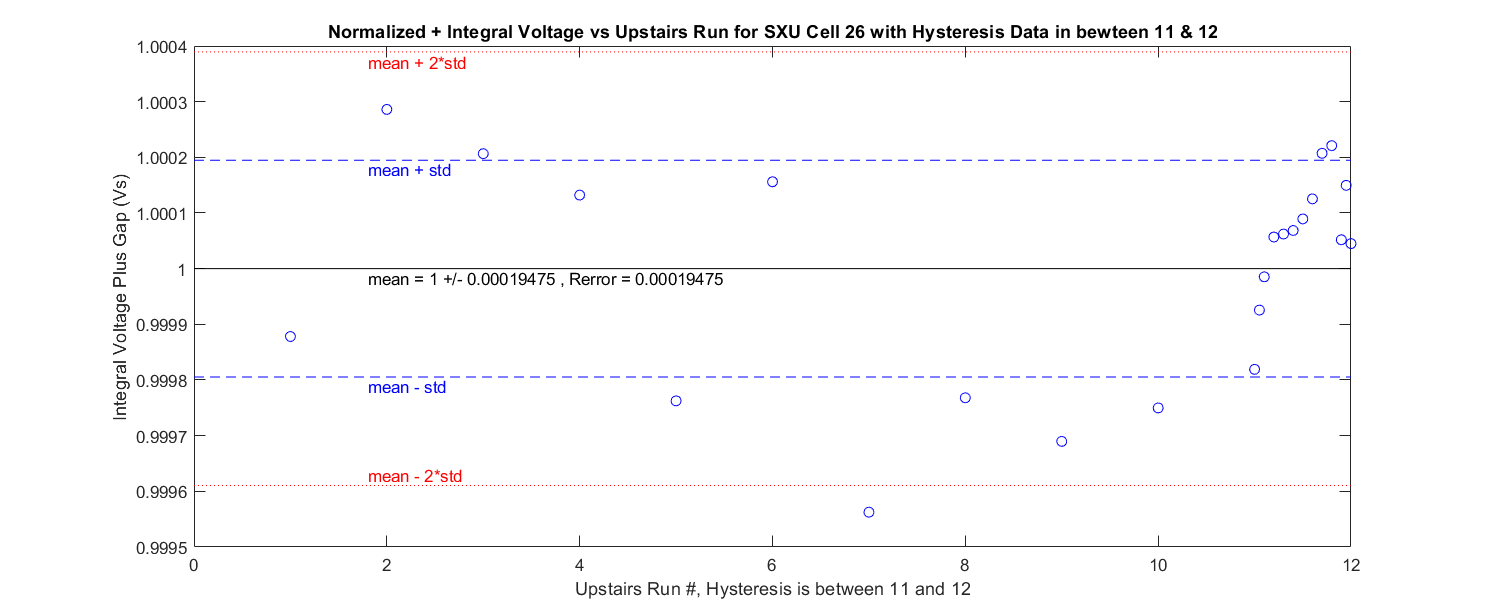 Normalized + Integral Voltage vs Upstairs Run for SXU Cell 26 with Hysteresis Data in bewteen 11 & 12
Integral Voltage Plus Gap (Vs)
1.0004
1.0003
1.0002
1.0001
1
0.9999
0.9998
0.9997
0.9996
0.9995
mean + 2*std
mean + std
mean = 1 +/- 0.00019475 , Rerror = 0.00019475
mean - std
mean - 2*std
0 2 4 6 8 10 12
Upstairs Run #, Hysteresis is between 11 and 12